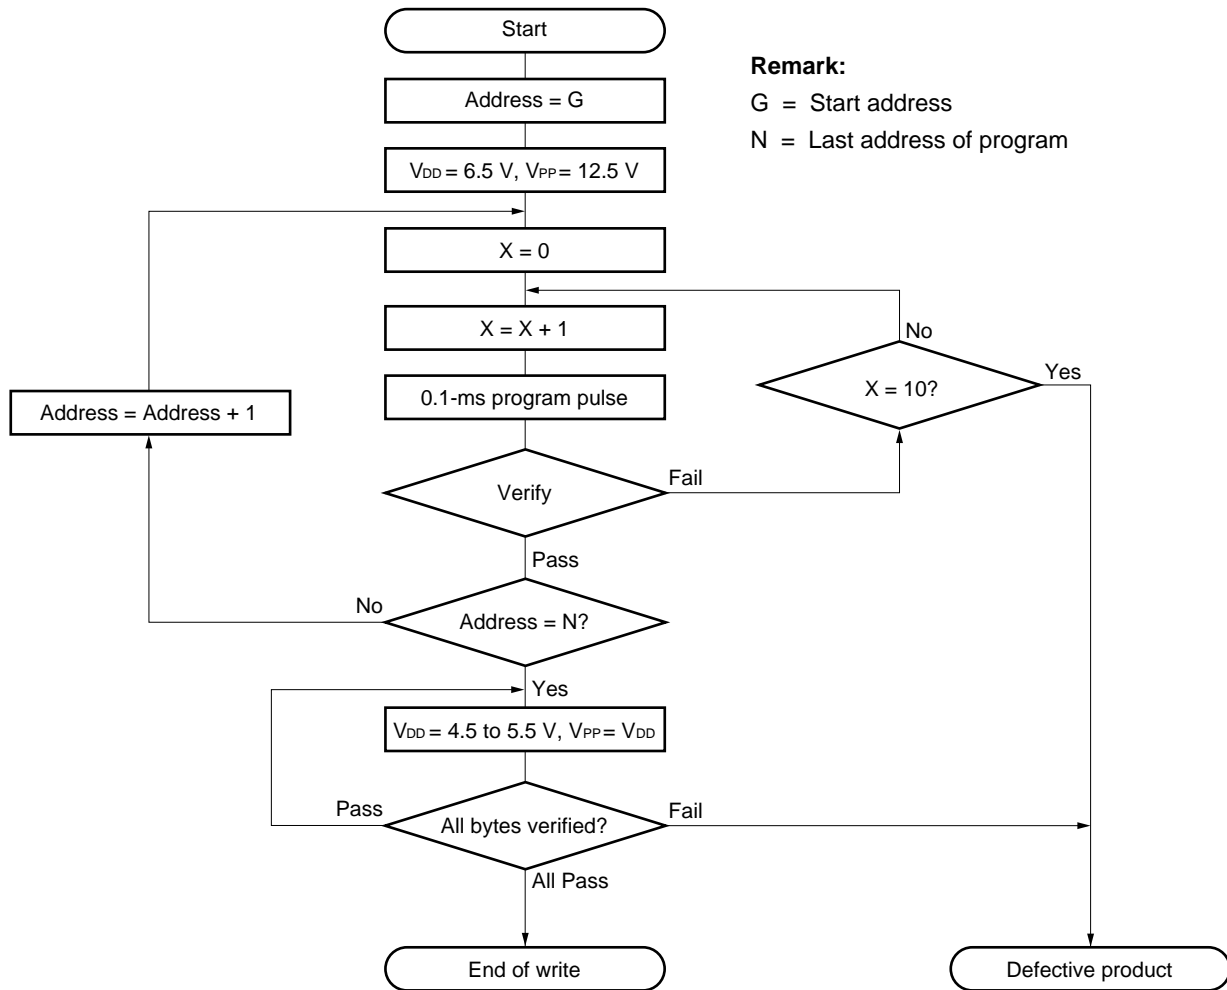 Start
Remark:
Address = G
G = Start address
N = Last address of program
VDD = 6.5 V, VPP = 12.5 V
X = 0
X = X + 1
No
X = 10?
Yes
0.1-ms program pulse
Address = Address + 1
Verify
Fail
Pass
No
Address = N?
Yes
VDD = 4.5 to 5.5 V, VPP = VDD
Pass
All bytes verified?
Fail
All Pass
End of write
Defective product